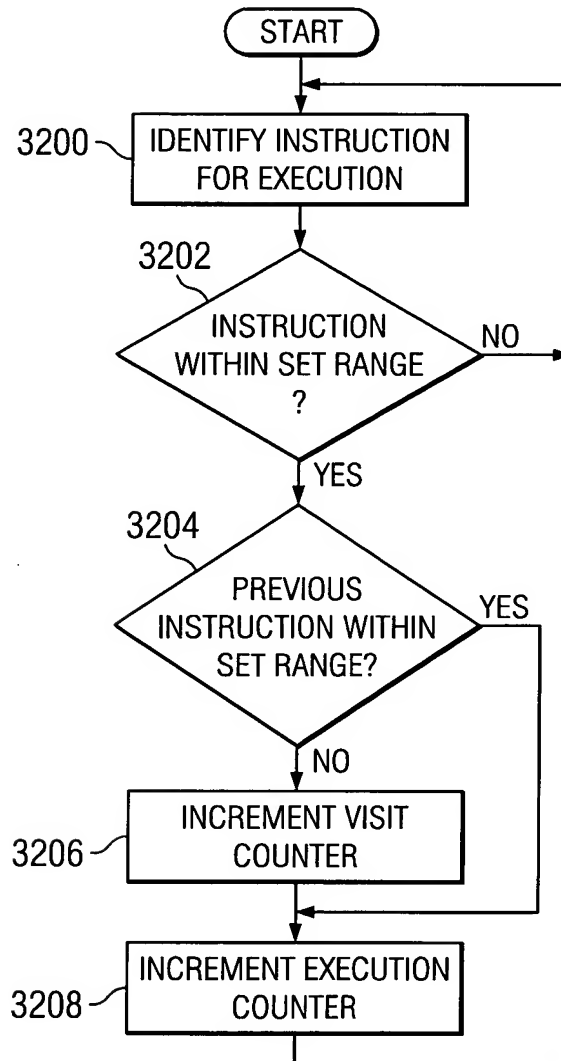 START
3200
IDENTIFY INSTRUCTION
FOR EXECUTION
3202
INSTRUCTION
WITHIN SET RANGE
?
NO
YES
3204
PREVIOUS
INSTRUCTION WITHIN
SET RANGE?
YES
NO
3206
INCREMENT VISIT
COUNTER
3208
INCREMENT EXECUTION
COUNTER